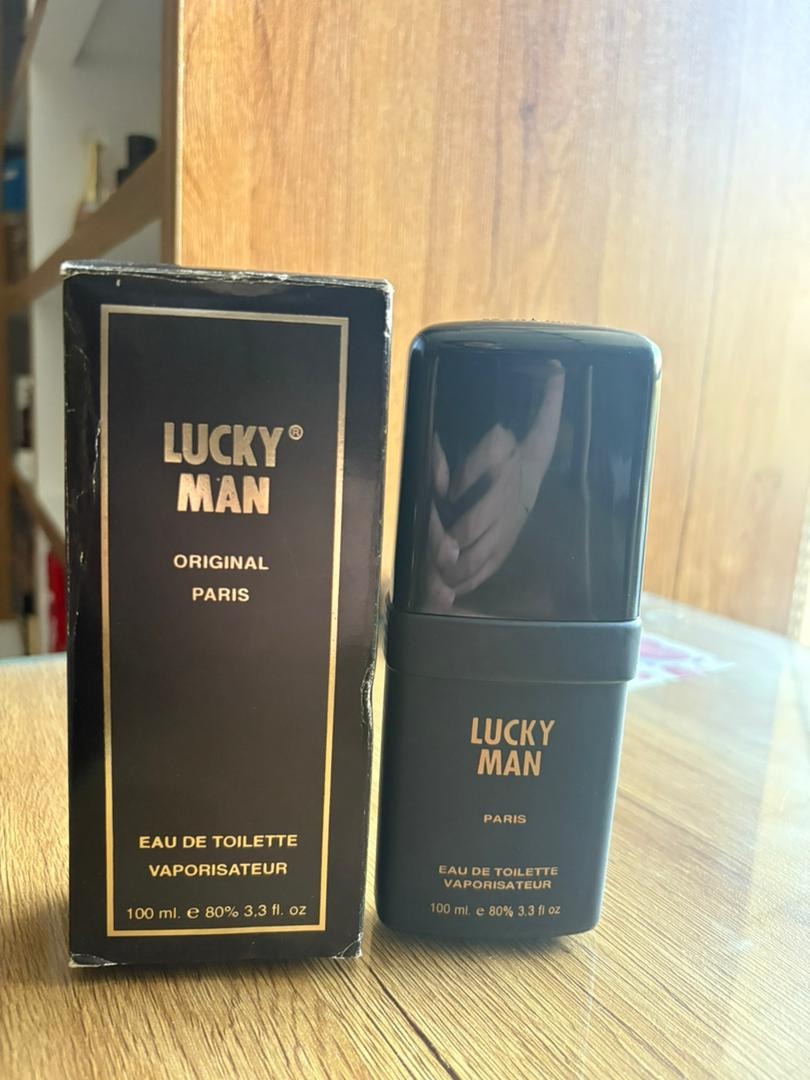 LUCKY®
MAN
ORIGINAL
PARIS
EAU DE TOILETTE
VAPORISATEUR
100 ml. e 80% 3,3 fl. oz
LUCKY
MAN
PARIS
EAU DE TOILETTE
VAPORISATEUR
100 ml. e 80% 3,3 fl oz